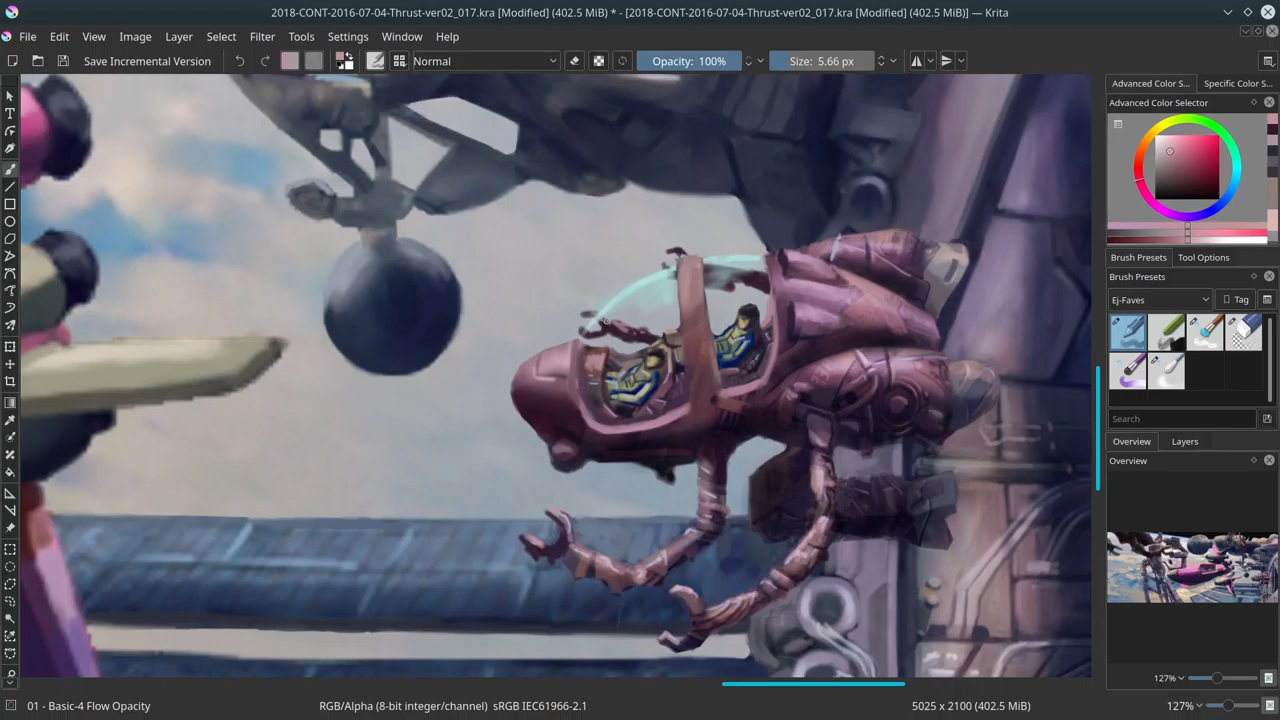 2018-CONT-2016-07-04-Thrust-ver02_017.kra [Modified] (402.5 MiB) * - [2018-CONT-2016-07-04-Thrust-ver02_017.kra [Modified] (402.5 MiB)] — Krita
File Edit View Image Layer Select Filter Tools Settings Window Help
Save Incremental Version Normal Opacity: 100% Size: 5.66 px
Advanced Color S... Specific Color S...
Advanced Color Selector
Brush Presets Tool Options
Brush Presets
Ej-Faves Tag
Search
Overview Layers
Overview
127%
01 - Basic-4 Flow Opacity RGB/Alpha (8-bit integer/channel) sRGB IEC61966-2.1 5025 x 2100 (402.5 MiB) 127%